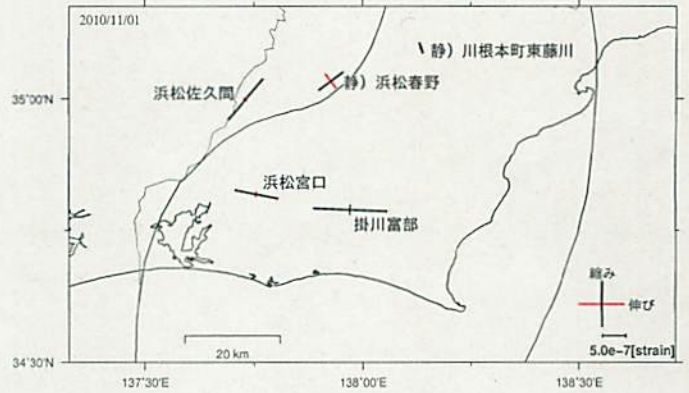 2010/11/01
静）川根本町東藤川
静）浜松春野
浜松佐久間
35°00'N
浜松宮口
掛川富部
縮み
伸び
5.0e-7[strain]
20 km
34°30'N
137°30'E
138°00'E
138°30'E